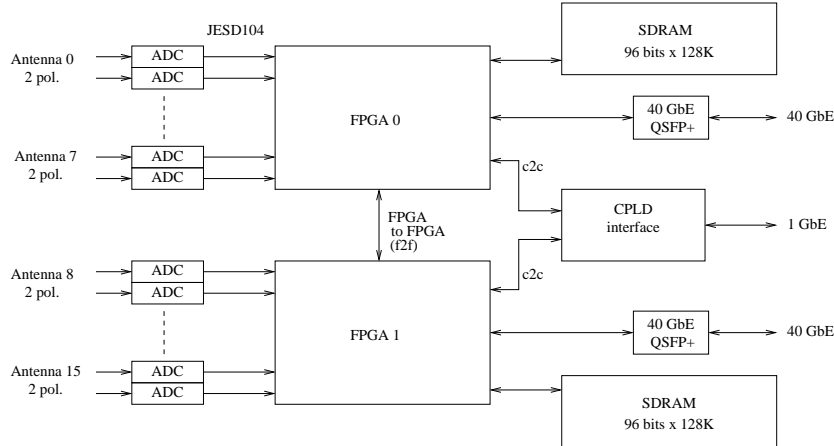 JESD104
SDRAM
96 bits x 128K
Antenna 0
2 pol.
ADC
ADC
FPGA 0
40 GbE
QSFP+
40 GbE
Antenna 7
2 pol.
ADC
ADC
c2c
FPGA
to FPGA
(f2f)
CPLD
interface
1 GbE
Antenna 8
2 pol.
ADC
ADC
c2c
FPGA 1
40 GbE
QSFP+
40 GbE
Antenna 15
2 pol.
ADC
ADC
SDRAM
96 bits x 128K